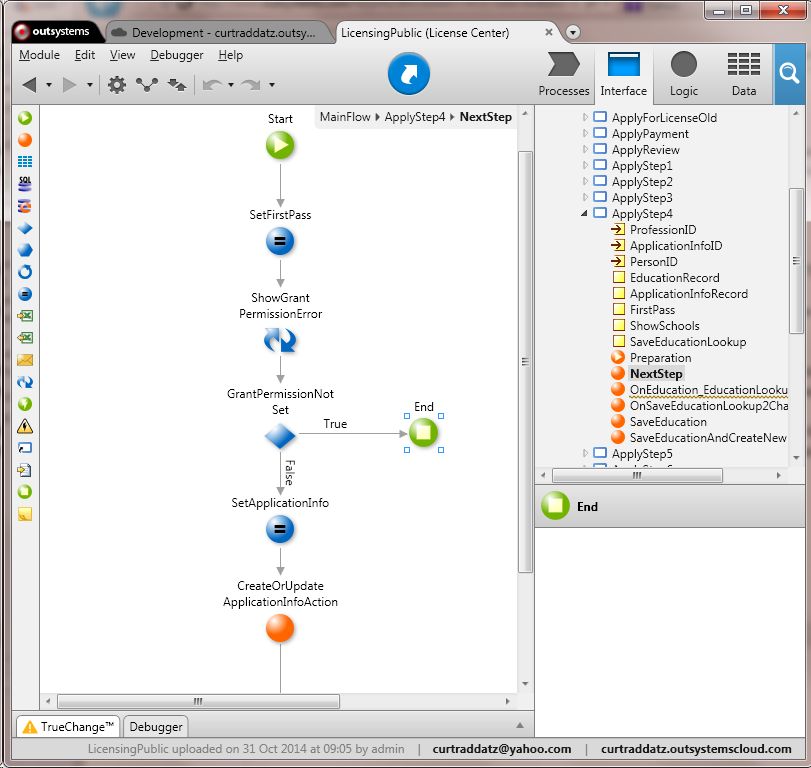 outsystems
Development - curtraddatz.outsy...
LicensingPublic (License Center)
Module Edit View Debugger Help
Processes Interface Logic Data
MainFlow ApplyStep4 NextStep
Start
SetFirstPass
ShowGrant
PermissionError
GrantPermissionNot
Set
True
End
False
SetApplicationInfo
CreateOrUpdate
ApplicationInfoAction
SQL
ApplyForLicenseOld
ApplyPayment
ApplyReview
ApplyStep1
ApplyStep2
ApplyStep3
ApplyStep4
ProfessionID
ApplicationInfoID
PersonID
EducationRecord
ApplicationInfoRecord
FirstPass
ShowSchools
SaveEducationLookup
Preparation
NextStep
OnEducation_EducationLooku
OnSaveEducationLookup2Cha
SaveEducation
SaveEducationAndCreateNew
ApplyStep5
End
TrueChange™ Debugger
LicensingPublic uploaded on 31 Oct 2014 at 09:05 by admin | curtraddatz@yahoo.com | curtraddatz.outsystemscloud.com